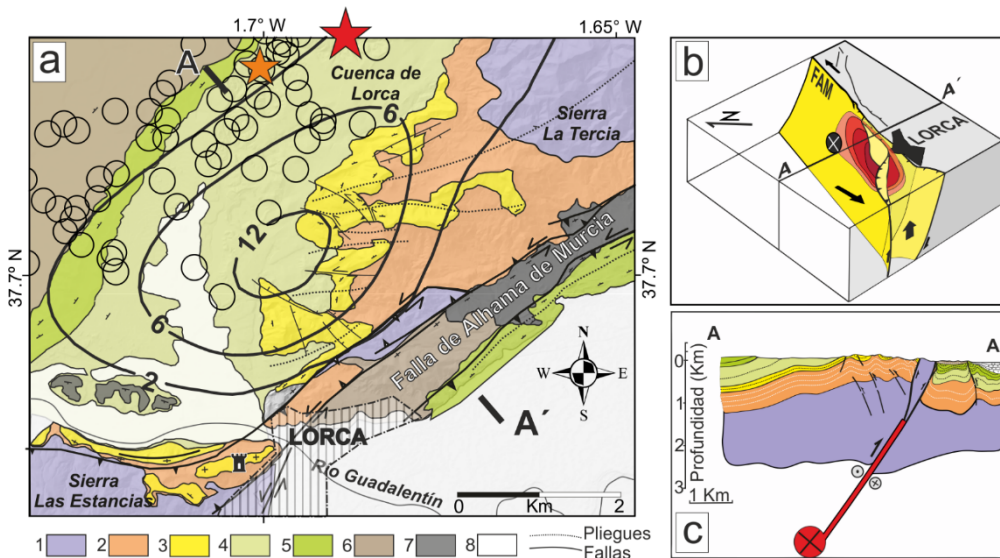 1.7° W
1.65°
a
A
Cuenca de
Lorca
6
Sierra
La Tercia
12
37.7° N
37.7° N
6
2
Falla de Alhama de Murcia
N
W E
S
A´
LORCA
Río Guadalentín
Sierra
Las Estancias
0 Km 2
1 2 3 4 5 6 7 8 Pliegues
Fallas
b
FAM
A´
N
LORCA
A
A A
Profundidad (Km)
0
1
2
3
1 Km
C